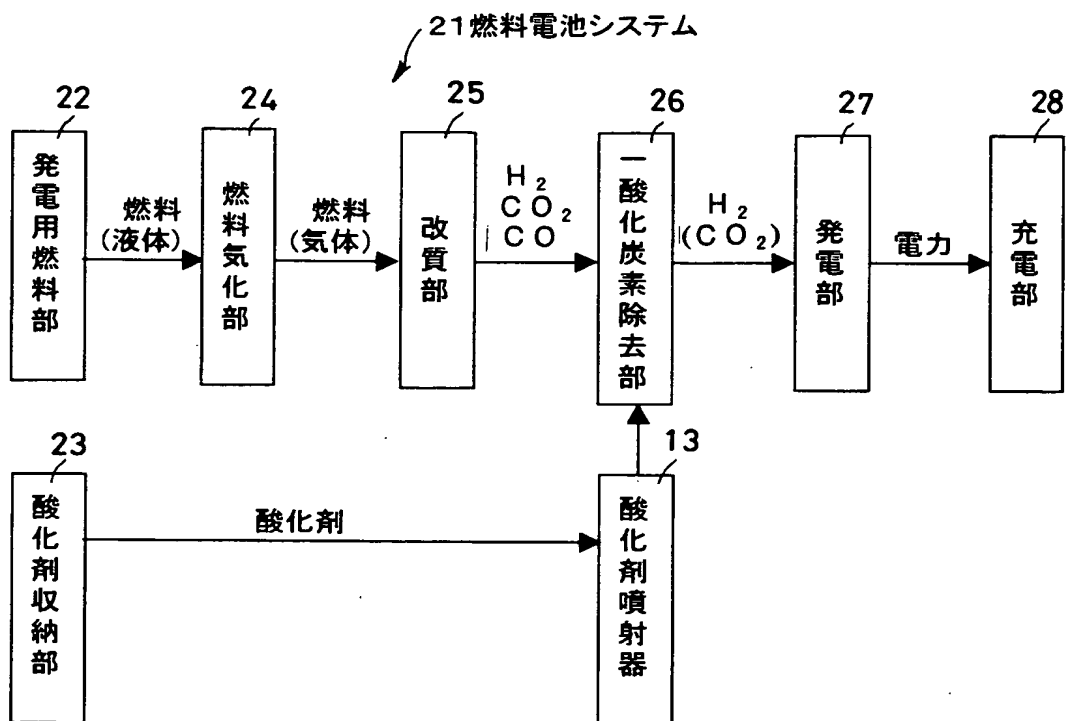 21燃料電池システム
22
24
25
26
27
28
発電用燃料部
燃料
(液体)
燃料気化部
燃料
(気体)
改質部
H₂
CO₂
CO
一酸化炭素除去部
H₂
(CO₂)
発電部
電力
充電部
23
13
酸化剤収納部
酸化剤
酸化剤噴射器